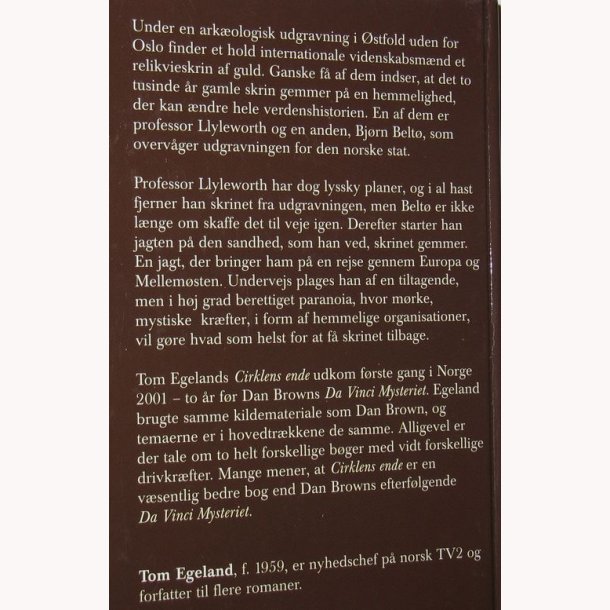 Under en arkæologisk udgravning i Østfold uden for
Oslo finder et hold internationale videnskabsmænd et
relikvieskrin af guld. Ganske få af dem indser, at det to
tusinde år gamle skrin gemmer på en hemmelighed,
der kan ændre hele verdenshistorien. En af dem er
professor Llyleworth og en anden, Bjørn Beltø, som
overvåger udgravningen for den norske stat.
Professor Llyleworth har dog lyssky planer, og i al hast
fjerner han skrinet fra udgravningen, men Beltø er ikke
længe om skaffe det til veje igen. Derefter starter han
jagten på den sandhed, som han ved, skrinet gemmer.
En jagt, der bringer ham på en rejse gennem Europa og
Mellemøsten. Undervejs plages han af en tiltagende,
men i høj grad berettiget paranoia, hvor mørke,
mystiske kræfter, i form af hemmelige organisationer,
vil gøre hvad som helst for at få skrinet tilbage.
Tom Egelands Cirklens ende udkom første gang i Norge
2001 – to år før Dan Browns Da Vinci Mysteriet. Egeland
brugte samme kildemateriale som Dan Brown, og
temaerne er i hovedtrækkene de samme. Alligevel er
der tale om to helt forskellige bøger med vidt forskellige
drivkræfter. Mange mener, at Cirklens ende er en
væsentlig bedre bog end Dan Browns efterfølgende
Da Vinci Mysteriet.
Tom Egeland, f. 1959, er nyhedschef på norsk TV2 og
forfatter til flere romaner.